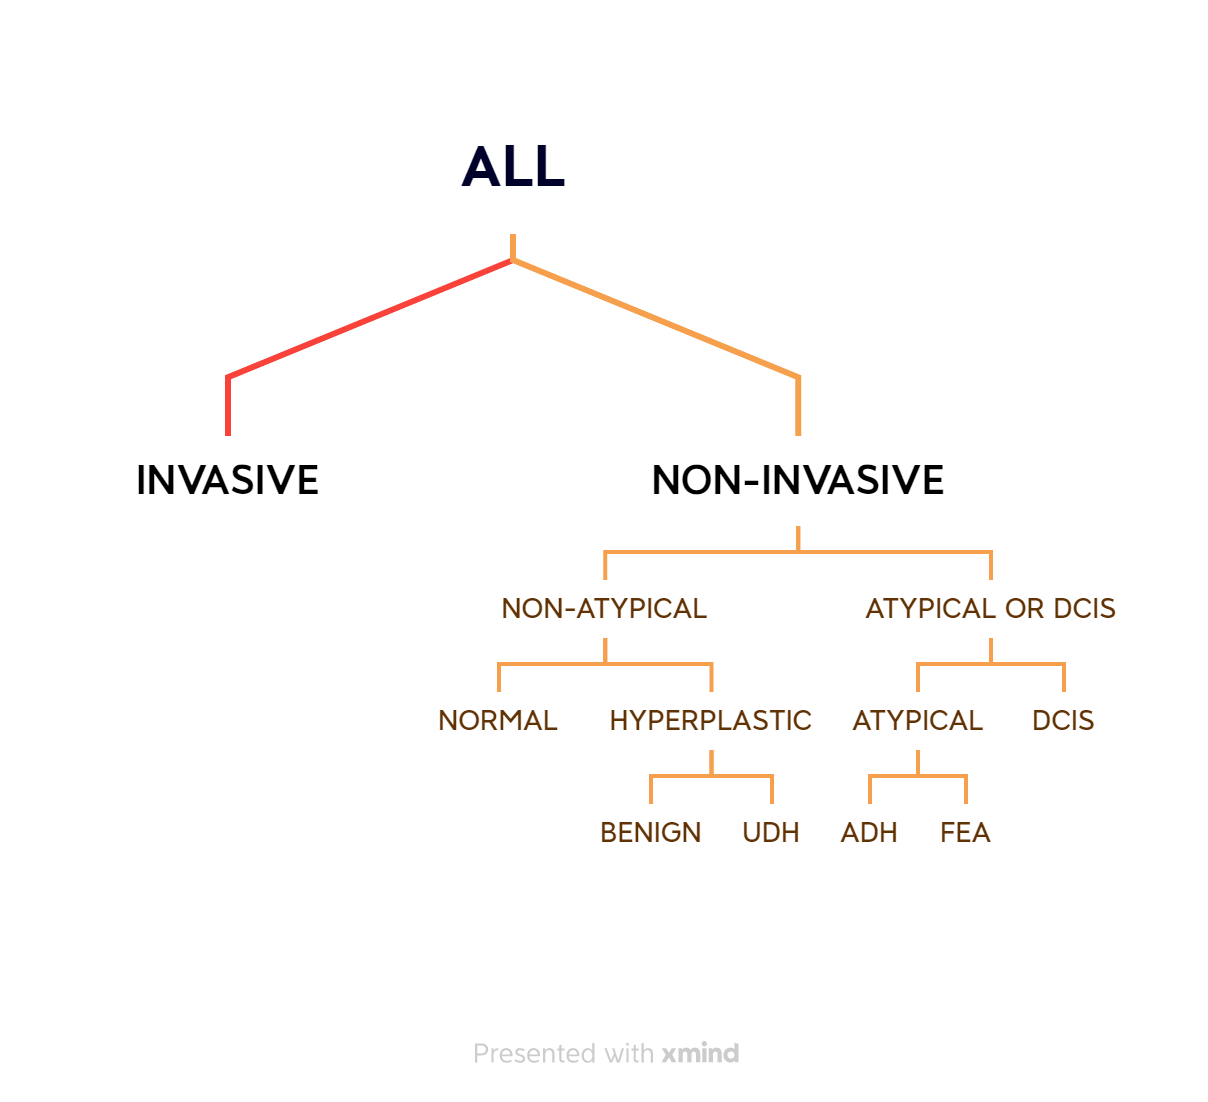 ALL
INVASIVE
NON-INVASIVE
NON-ATYPICAL
ATYPICAL OR DCIS
NORMAL
HYPERPLASTIC
ATYPICAL
DCIS
BENIGN
UDH
ADH
FEA
Presented with xmind